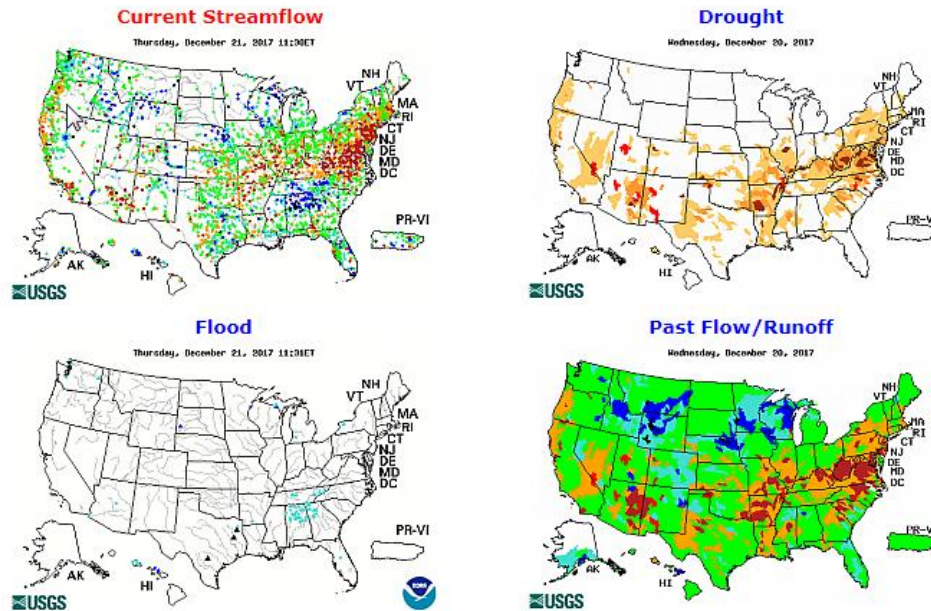 Current Streamflow
Thursday, December 21, 2017 11:30ET
NH
VT
MA
RI
CT
NJ
DE
MD
DC
PR-VI
AK
HI
USGS
Drought
Wednesday, December 20, 2017
NH
VT
MA
RI
CT
NJ
DE
MD
DC
PR-VI
AK
HI
USGS
Flood
Thursday, December 21, 2017 11:31ET
NH
VT
MA
RI
CT
NJ
DE
MD
DC
PR-VI
AK
HI
USGS
NOAA
Past Flow/Runoff
Wednesday, December 20, 2017
NH
VT
MA
RI
CT
NJ
DE
MD
DC
PR-V
AK
HI
USGS